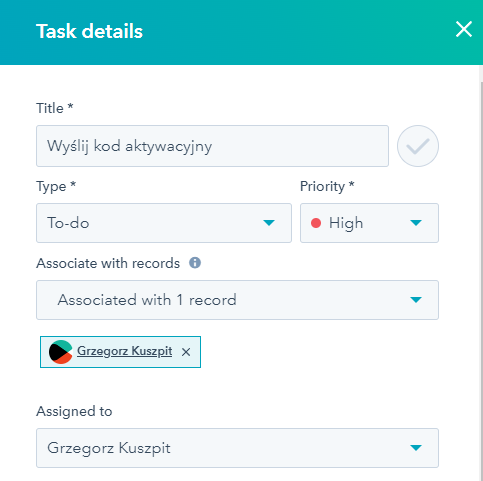 Task details
Title *
Wyślij kod aktywacyjny
Type *
Priority *
To-do
High
Associate with records
Associated with 1 record
Grzegorz Kuszpit
Assigned to
Grzegorz Kuszpit